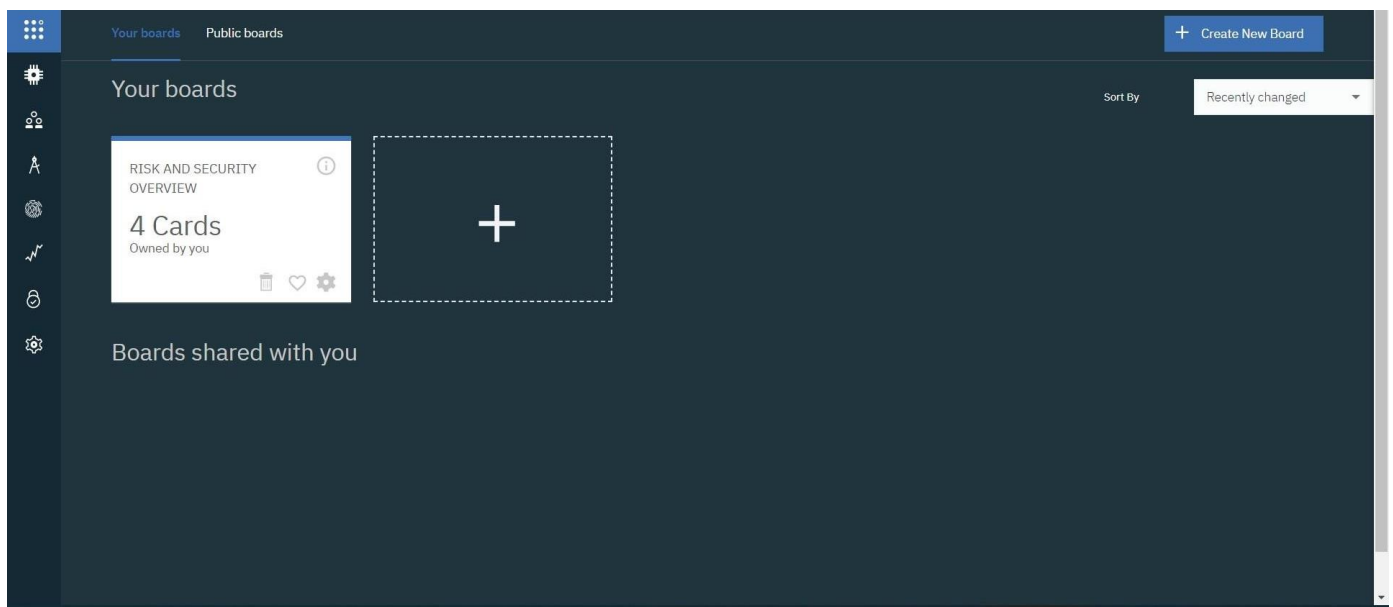 Your boards
Public boards
+ Create New Board
Your boards
Sort By
Recently changed
RISK AND SECURITY
OVERVIEW
4 Cards
Owned by you
Boards shared with you